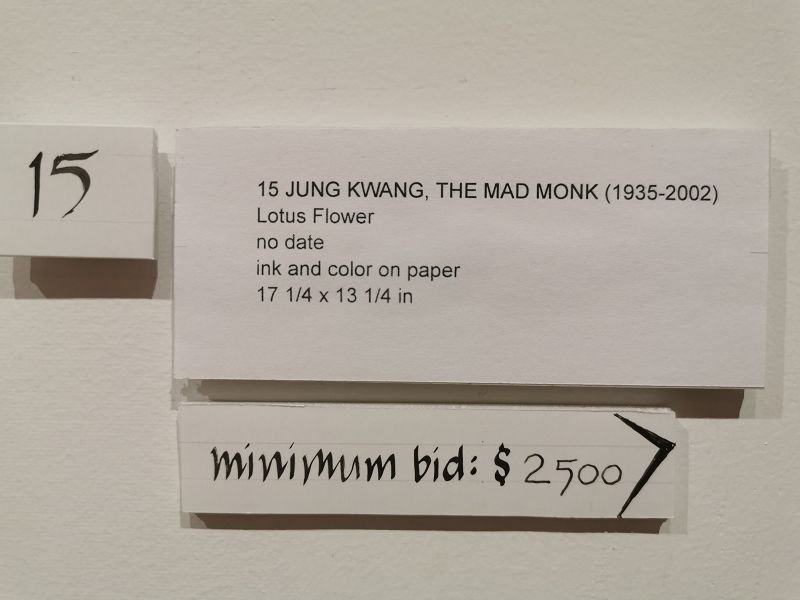 15
15 JUNG KWANG, THE MAD MONK (1935-2002)
Lotus Flower
no date
ink and color on paper
17 1/4 x 13 1/4 in
minimum bid: $ 2500